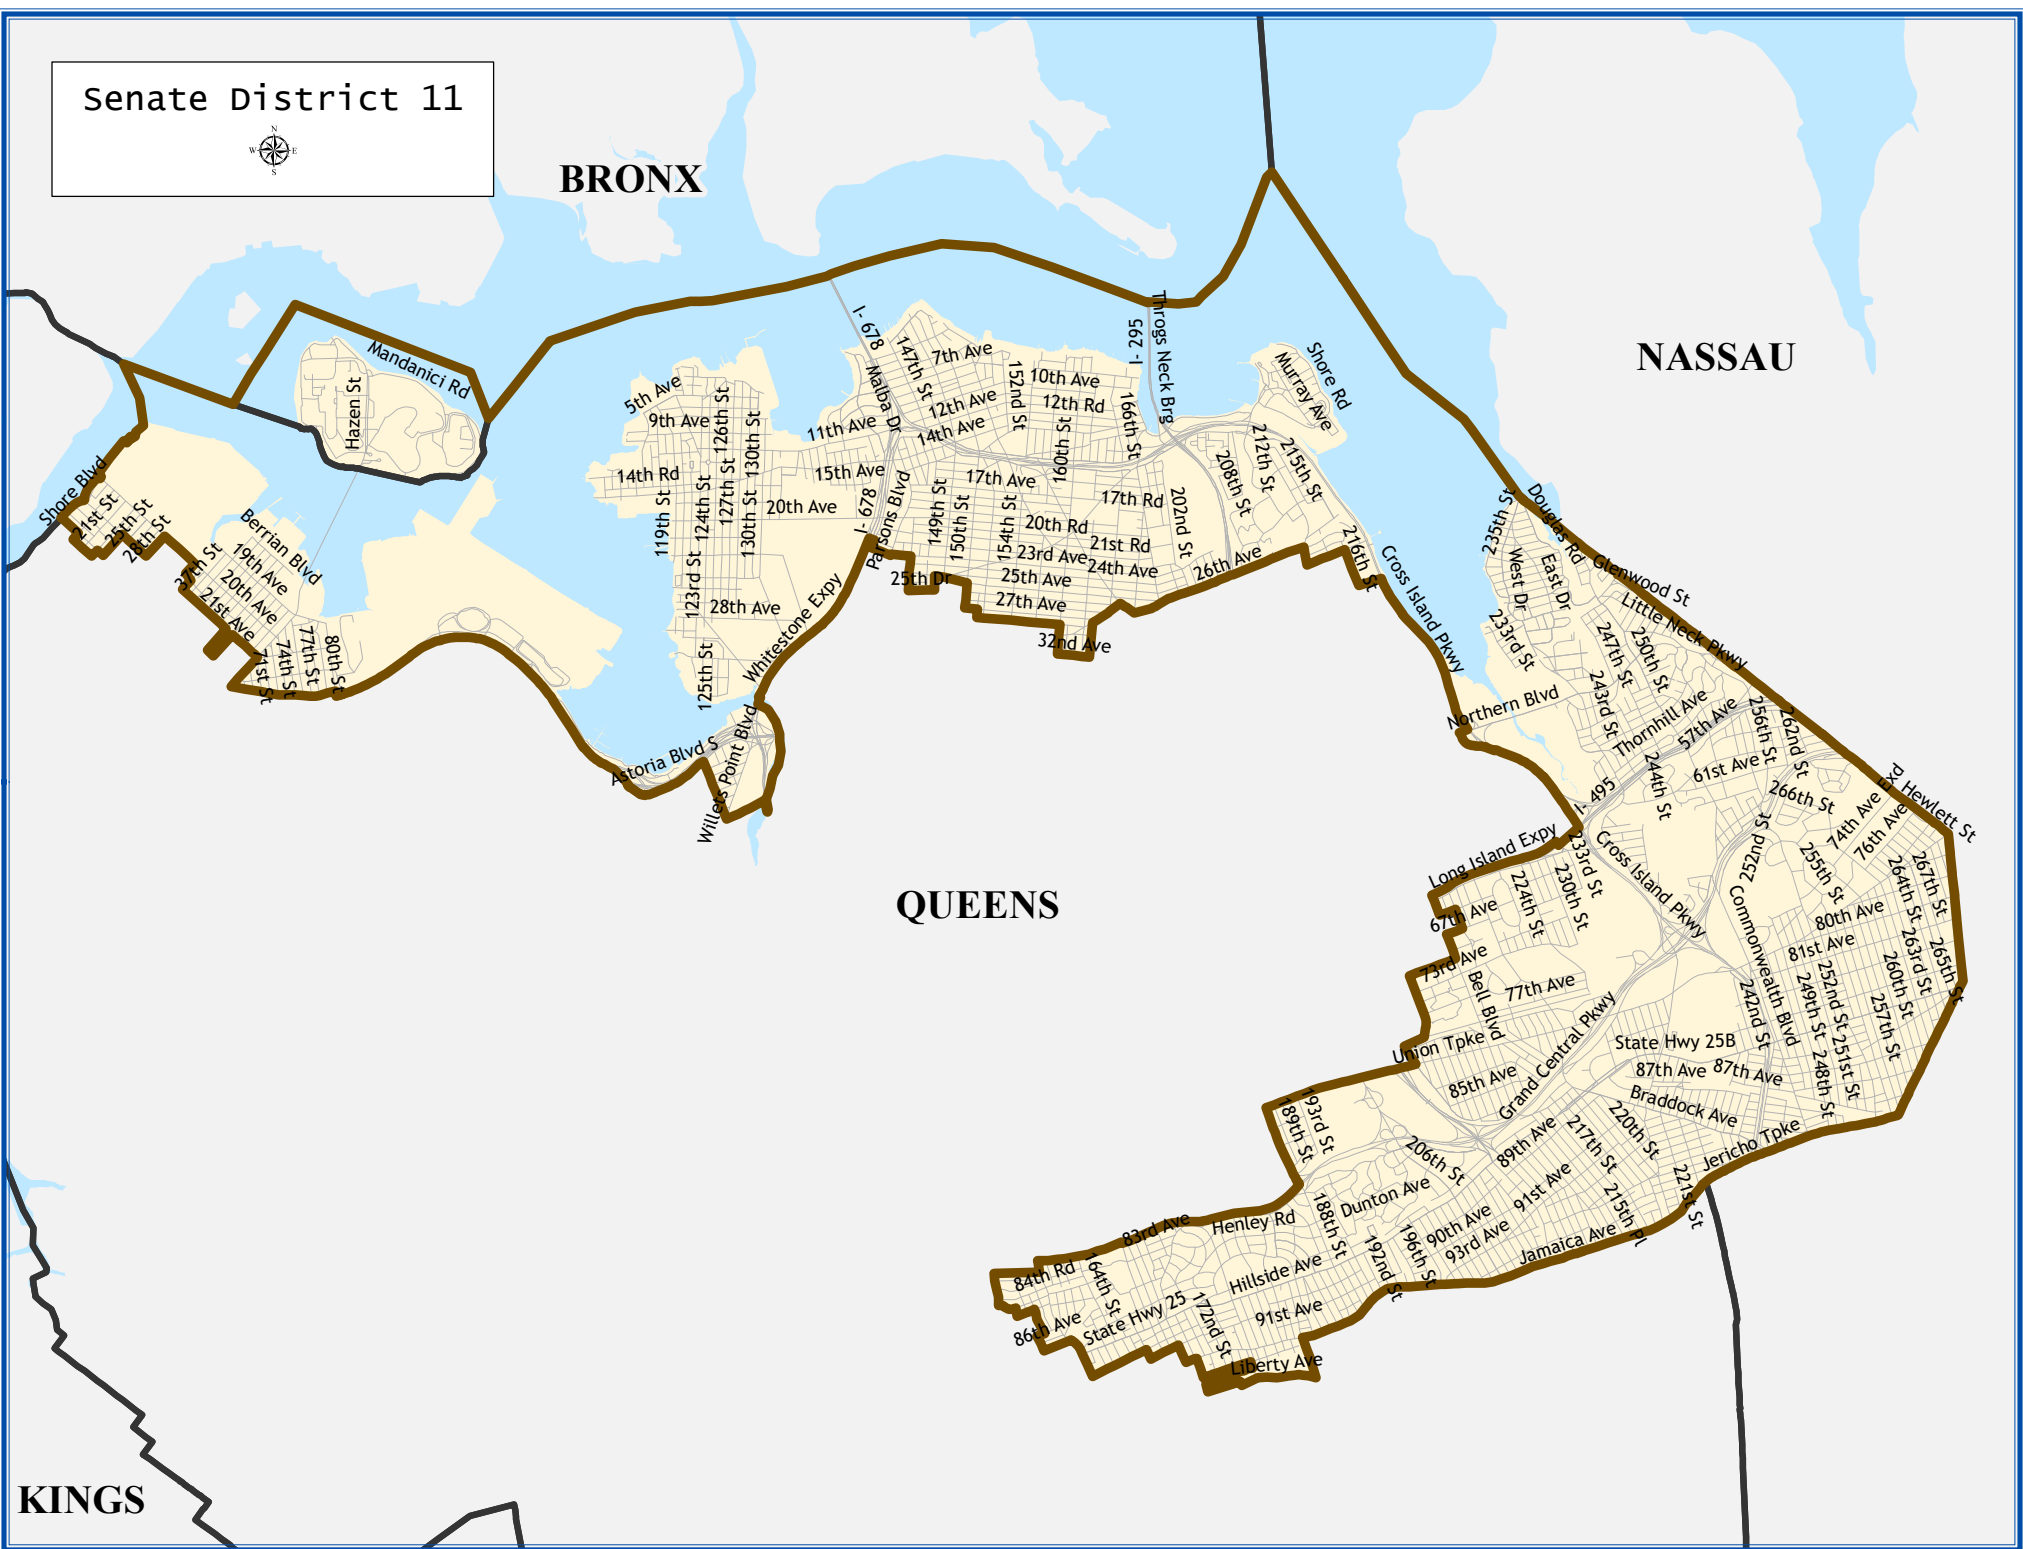 Senate District 11
N
W E
S
BRONX
NASSAU
QUEENS
KINGS
Mandanici Rd
Hazen St
Shore Blvd
21st St
25th St
28th St
37th St
Berrian Blvd
19th Ave
20th Ave
21st Ave
71st St
74th St
77th St
80th St
5th Ave
9th Ave
126th St
130th St
14th Rd
119th St
124th St
127th St
130th St
123rd St
28th Ave
125th St
20th Ave
15th Ave
11th Ave
I- 678
Malba Dr
147th St
7th Ave
152nd St
10th Ave
12th Ave
12th Rd
14th Ave
160th St
166th St
I- 295
Throgs Neck Brg
I- 678
Parsons Blvd
17th Ave
149th St
150th St
154th St
17th Rd
20th Rd
21st Rd
23rd Ave
24th Ave
25th Ave
25th Dr
27th Ave
32nd Ave
26th Ave
202nd St
208th St
212th St
215th St
216th St
Murray Ave
Shore Rd
Cross Island Pkwy
Whitestone Expy
Astoria Blvd S
Willets Point Blvd
235th St
Douglas Rd
West Dr
East Dr
233rd St
Glenwood St
Little Neck Pkwy
247th St
250th St
243rd St
Northern Blvd
Thornhill Ave
57th Ave
256th St
262nd St
61st Ave
244th St
266th St
I- 495
74th Ave
Exd
76th Ave
Hewlett St
Long Island Expy
233rd St
Cross Island Pkwy
252nd St
255th St
264th St
267th St
224th St
230th St
67th Ave
73rd Ave
Bell Blvd
77th Ave
Commonwealth Blvd
80th Ave
81st Ave
263rd St
265th St
260th St
252nd St
249th St
257th St
242nd St
251st St
248th St
Union Tpke
85th Ave
Grand Central Pkwy
State Hwy 25B
87th Ave
87th Ave
Braddock Ave
193rd St
189th St
206th St
89th Ave
217th St
220th St
Jericho Tpke
221st St
215th Pl
91st Ave
Dunton Ave
188th St
Henley Rd
83rd Ave
90th Ave
93rd Ave
196th St
192nd St
Jamaica Ave
Hillside Ave
84th Rd
164th St
86th Ave
State Hwy 25
172nd St
91st Ave
Liberty Ave